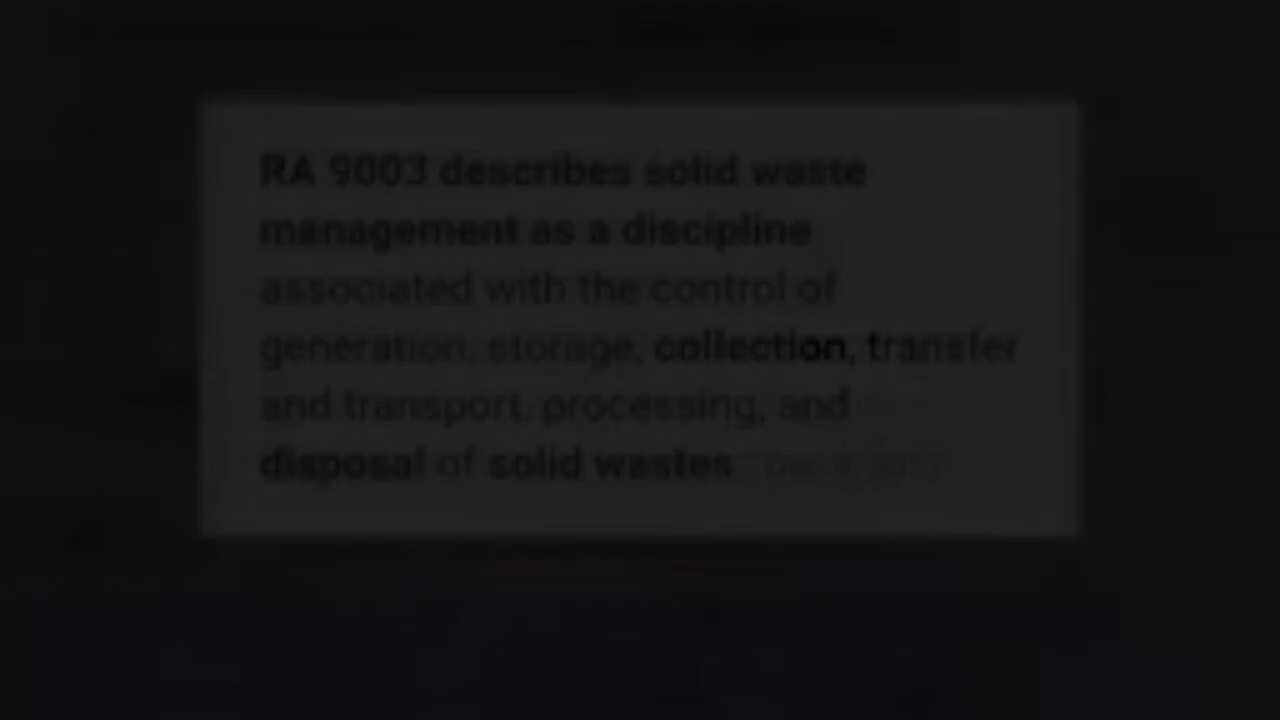 RA 9003 describes solid waste
management as a discipline
associated with the control of
generation, storage, collection, transfer
and transport, processing, and
disposal of solid wastes.